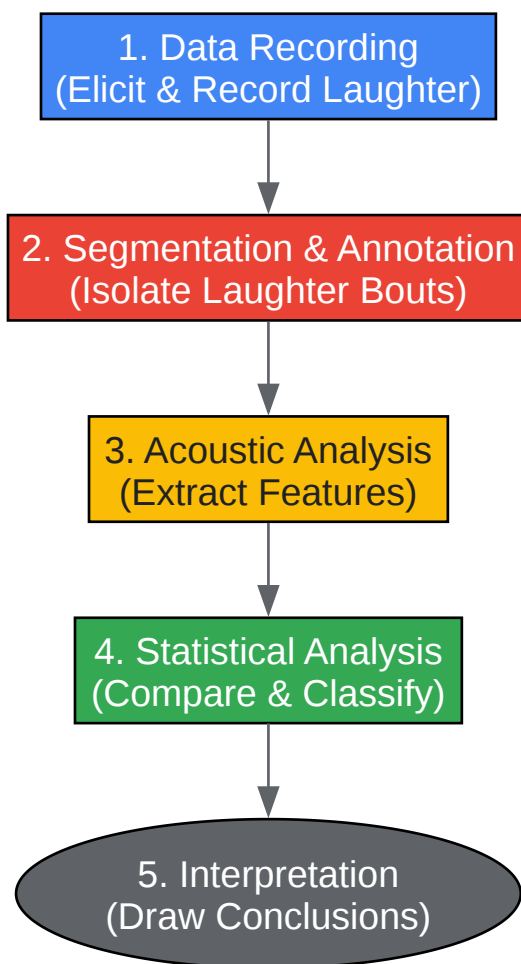 1. Data Recording
(Elicit & Record Laughter)
2. Segmentation & Annotation
(Isolate Laughter Bouts)
3. Acoustic Analysis
(Extract Features)
4. Statistical Analysis
(Compare & Classify)
5. Interpretation
(Draw Conclusions)